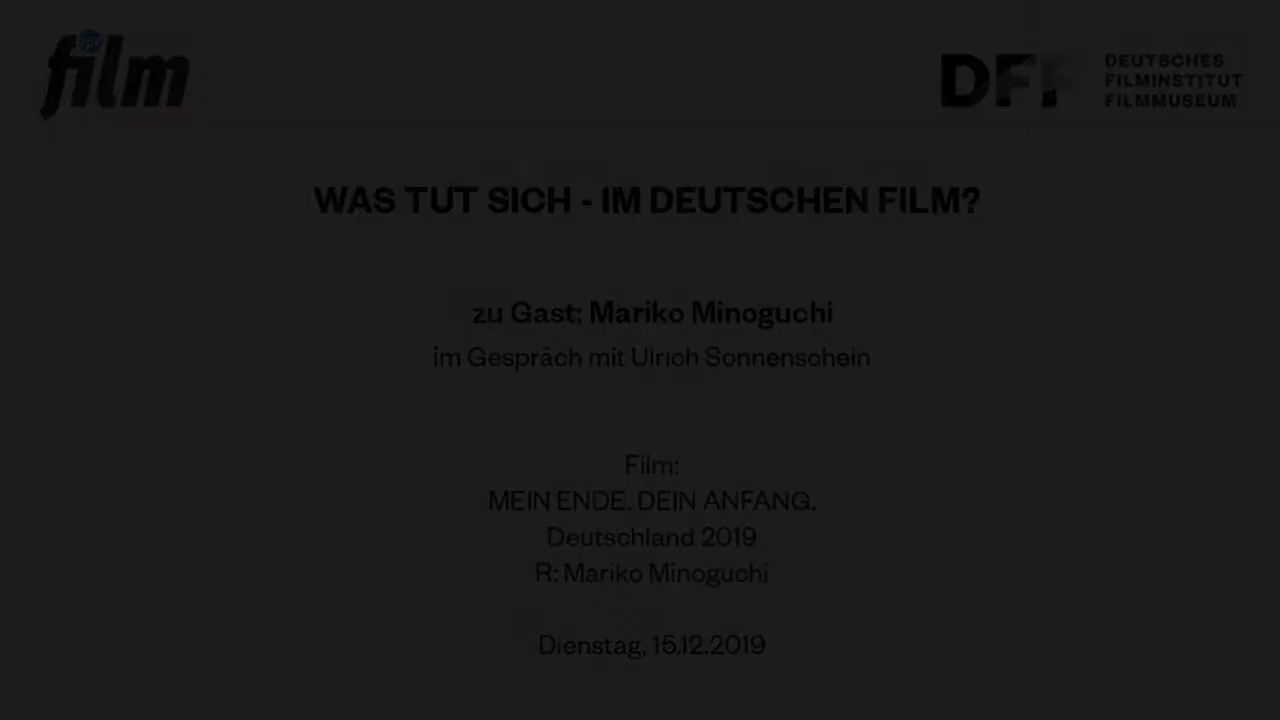 film
DFF
DEUTSCHES
FILMINSTITUT
FILMMUSEUM
WAS TUT SICH - IM DEUTSCHEN FILM?
zu Gast: Mariko Minoguchi
im Gespräch mit Ulrich Sonnenschein
Film:
MEIN ENDE. DEIN ANFANG.
Deutschland 2019
R: Mariko Minoguchi
Dienstag, 15.12.2019